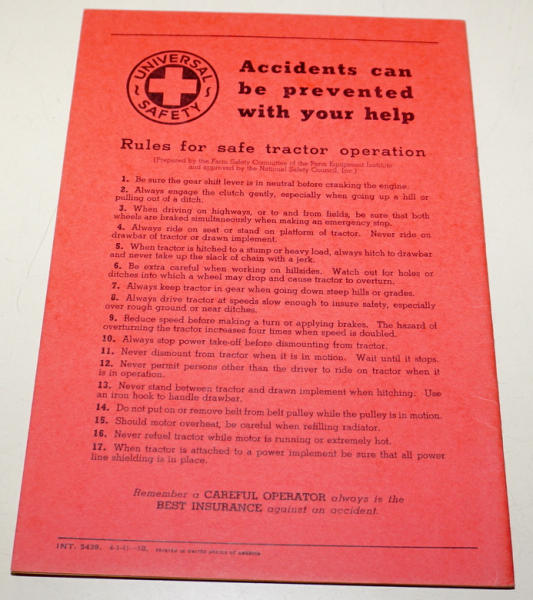 UNIVERSAL
SAFETY
Accidents can
be prevented
with your help
Rules for safe tractor operation
(Prepared by the Farm Safety Committee of the Farm Equipment Institute
and approved by the National Safety Council, Inc.)
1. Be sure the gear shift lever is in neutral before cranking the engine.
2. Always engage the clutch gently, especially when going up a hill or
pulling out of a ditch.
3. When driving on highways, or to and from fields, be sure that both
wheels are braked simultaneously when making an emergency stop.
4. Always ride on seat or stand on platform of tractor. Never ride on
drawbar of tractor or drawn implement.
5. When tractor is hitched to a stump or heavy load, always hitch to drawbar
and never take up the slack of chain with a jerk.
6. Be extra careful when working on hillsides. Watch out for holes or
ditches into which a wheel may drop and cause tractor to overturn.
7. Always keep tractor in gear when going down steep hills or grades.
8. Always drive tractor at speeds slow enough to insure safety, especially
over rough ground or near ditches.
9. Reduce speed before making a turn or applying brakes. The hazard of
overturning the tractor increases four times when speed is doubled.
10. Always stop power take-off before dismounting from tractor.
11. Never dismount from tractor when it is in motion. Wait until it stops.
12. Never permit persons other than the driver to ride on tractor when it
is in operation.
13. Never stand between tractor and drawn implement when hitching. Use
an iron hook to handle drawbar.
14. Do not put on or remove belt from belt pulley while the pulley is in motion.
15. Should motor overheat, be careful when refilling radiator.
16. Never refuel tractor while motor is running or extremely hot.
17. When tractor is attached to a power implement be sure that all power
line shielding is in place.
Remember a CAREFUL OPERATOR always is the
BEST INSURANCE against an accident.
INT. 5439. PRINTED IN UNITED STATES OF AMERICA